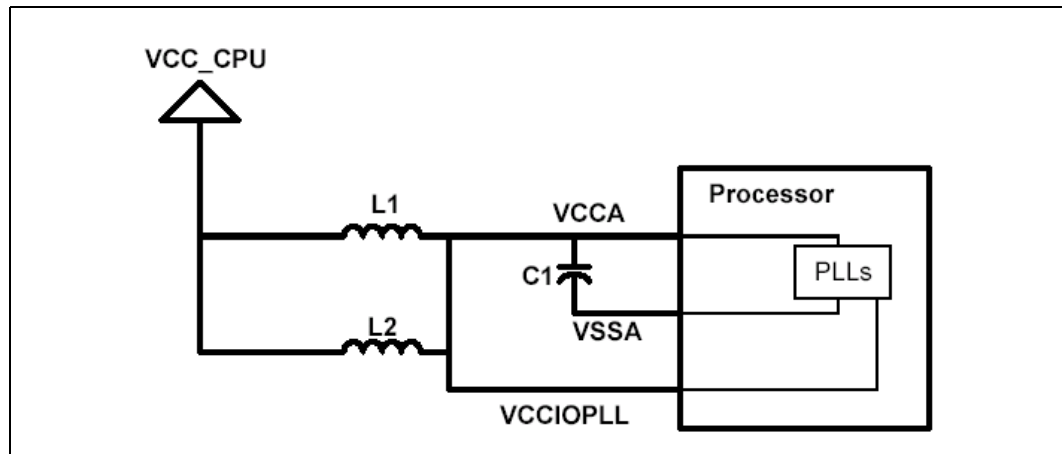 VCC_CPU
L1
VCCA
Processor
PLLs
C1
VSSA
L2
VCCIOPLL